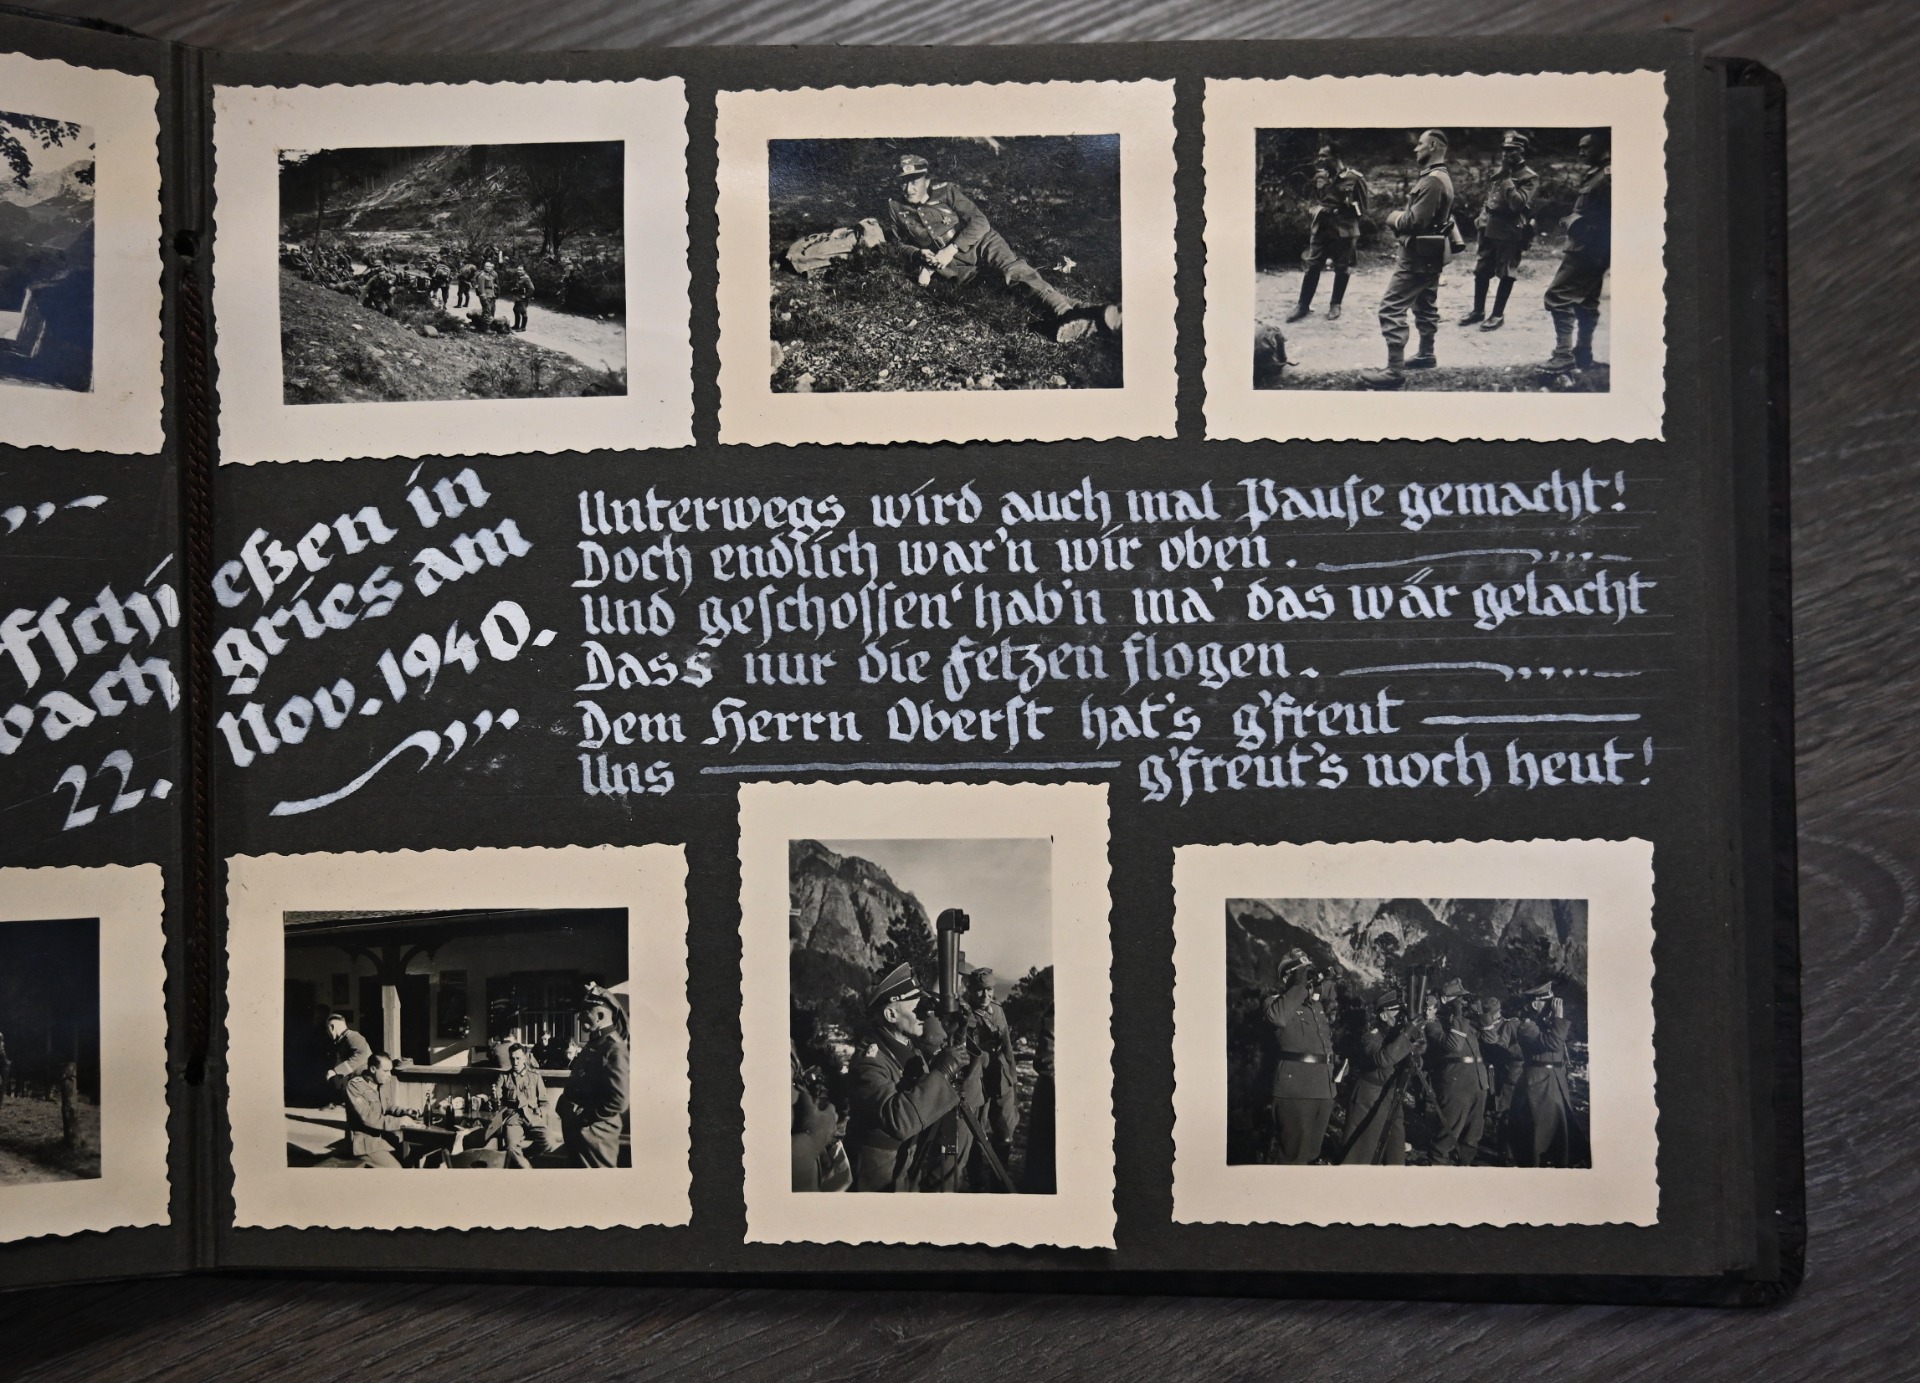 fschießen in
bach gries am
22. Nov. 1940.
Unterwegs wird auch mal Pause gemacht!
Doch endlich war'n wir oben.
Und geschossen' hab'n ma' das wär gelacht
Dass nur die Fetzen flogen.
Dem Herrn Oberst hat's g'freut
Uns g'freut's noch heut!